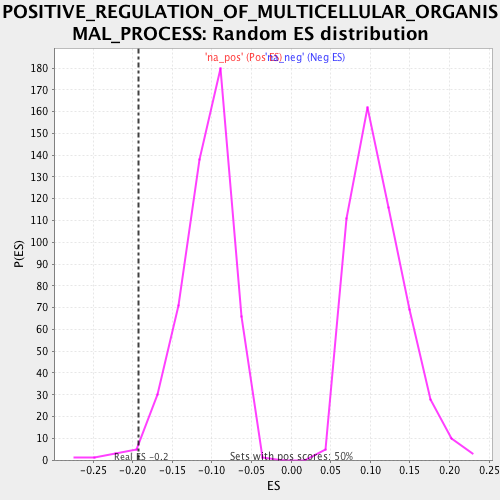 POSITIVE_REGULATION_OF_MULTICELLULAR_ORGANIS
MAL_PROCESS: Random ES distribution
'na_pos' (Pos ES)
'na_neg' (Neg ES)
180
170
160
150
140
130
120
110
100
90
80
70
60
50
40
30
20
10
0
P(ES)
Real ES -0.2
Sets with pos scores: 50%
-0.25 -0.20 -0.15 -0.10 -0.05 0.00 0.05 0.10 0.15 0.20 0.25
ES